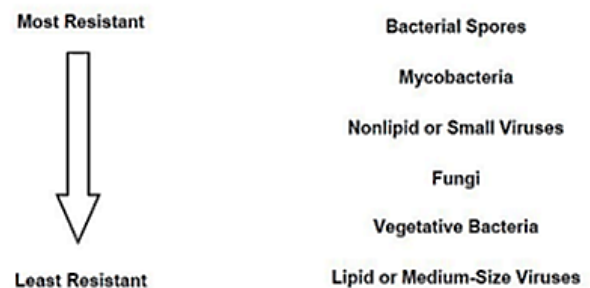 Most Resistant
Bacterial Spores
Mycobacteria
Nonlipid or Small Viruses
Fungi
Vegetative Bacteria
Least Resistant
Lipid or Medium-Size Viruses